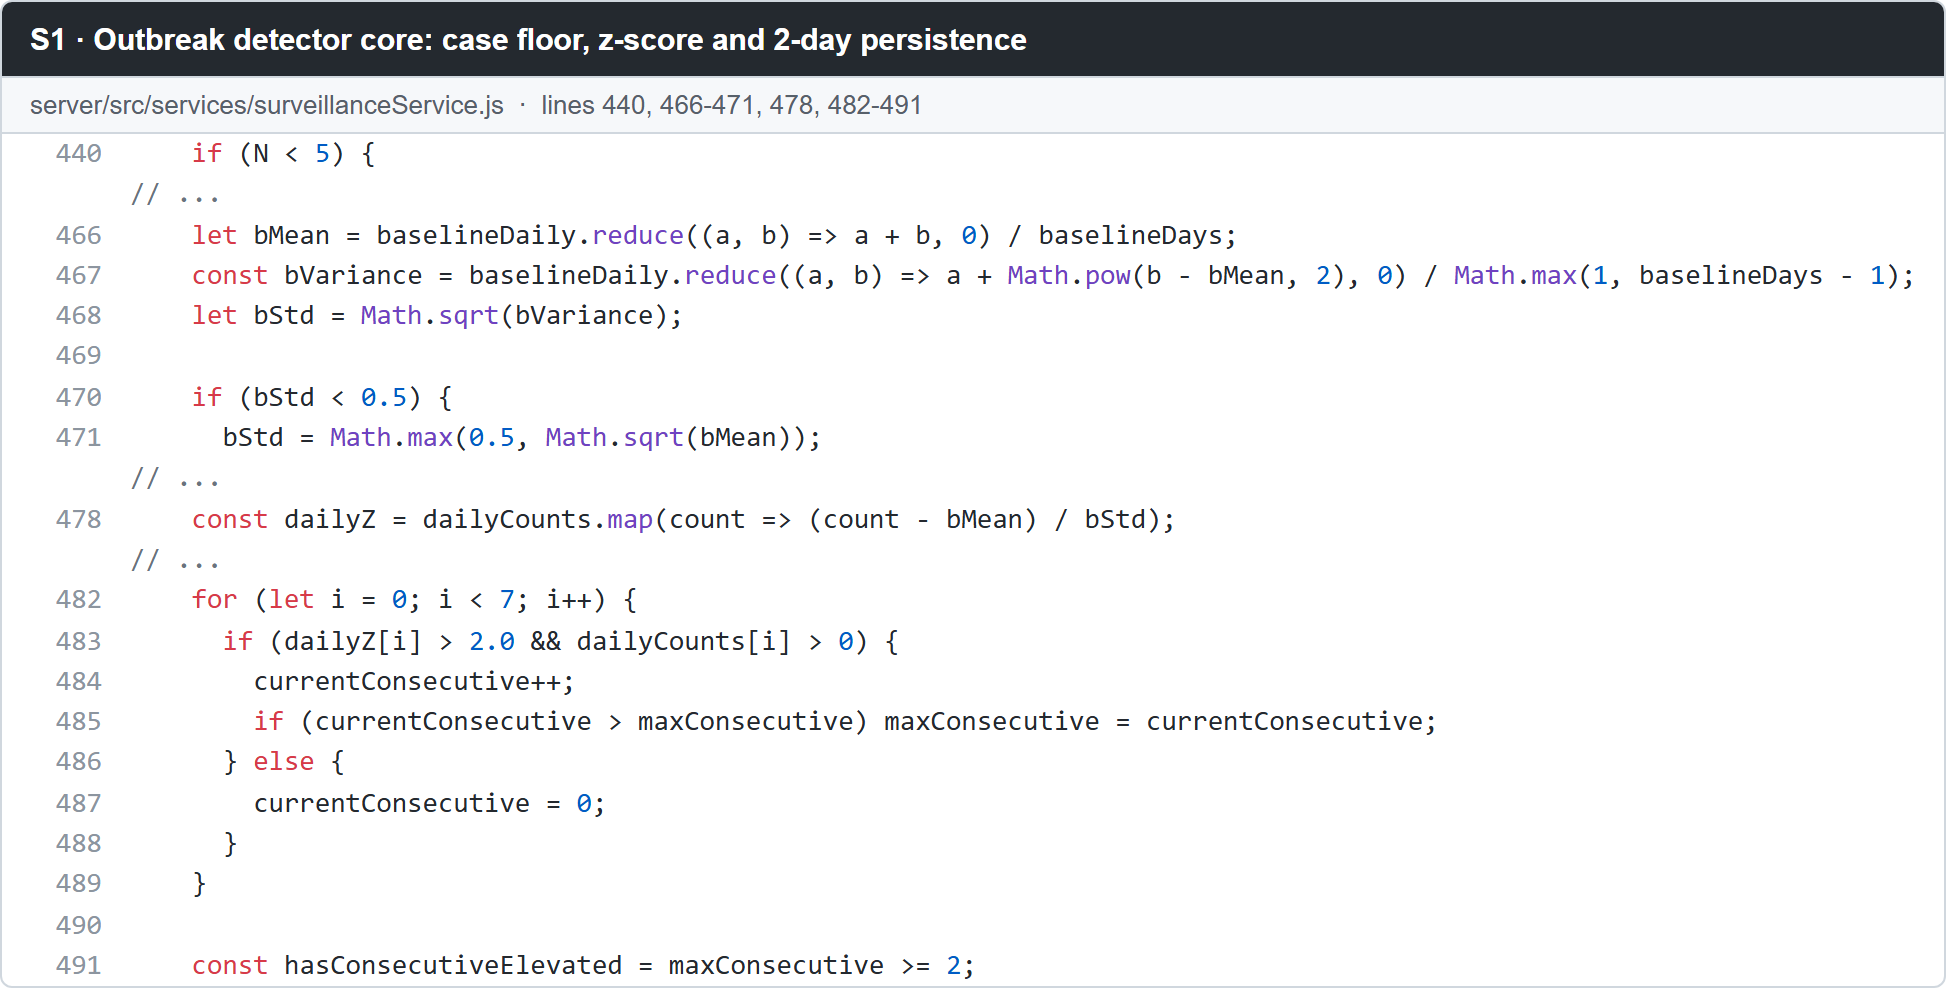 S1 · Outbreak detector core: case floor, z-score and 2-day persistence
server/src/services/surveillanceService.js · lines 440, 466-471, 478, 482-491
440 if (N < 5) {
// ...
466 let bMean = baselineDaily.reduce((a, b) => a + b, 0) / baselineDays;
467 const bVariance = baselineDaily.reduce((a, b) => a + Math.pow(b - bMean, 2), 0) / Math.max(1, baselineDays - 1);
468 let bStd = Math.sqrt(bVariance);
469
470 if (bStd < 0.5) {
471 bStd = Math.max(0.5, Math.sqrt(bMean));
// ...
478 const dailyZ = dailyCounts.map(count => (count - bMean) / bStd);
// ...
482 for (let i = 0; i < 7; i++) {
483 if (dailyZ[i] > 2.0 && dailyCounts[i] > 0) {
484 currentConsecutive++;
485 if (currentConsecutive > maxConsecutive) maxConsecutive = currentConsecutive;
486 } else {
487 currentConsecutive = 0;
488 }
489 }
490
491 const hasConsecutiveElevated = maxConsecutive >= 2;